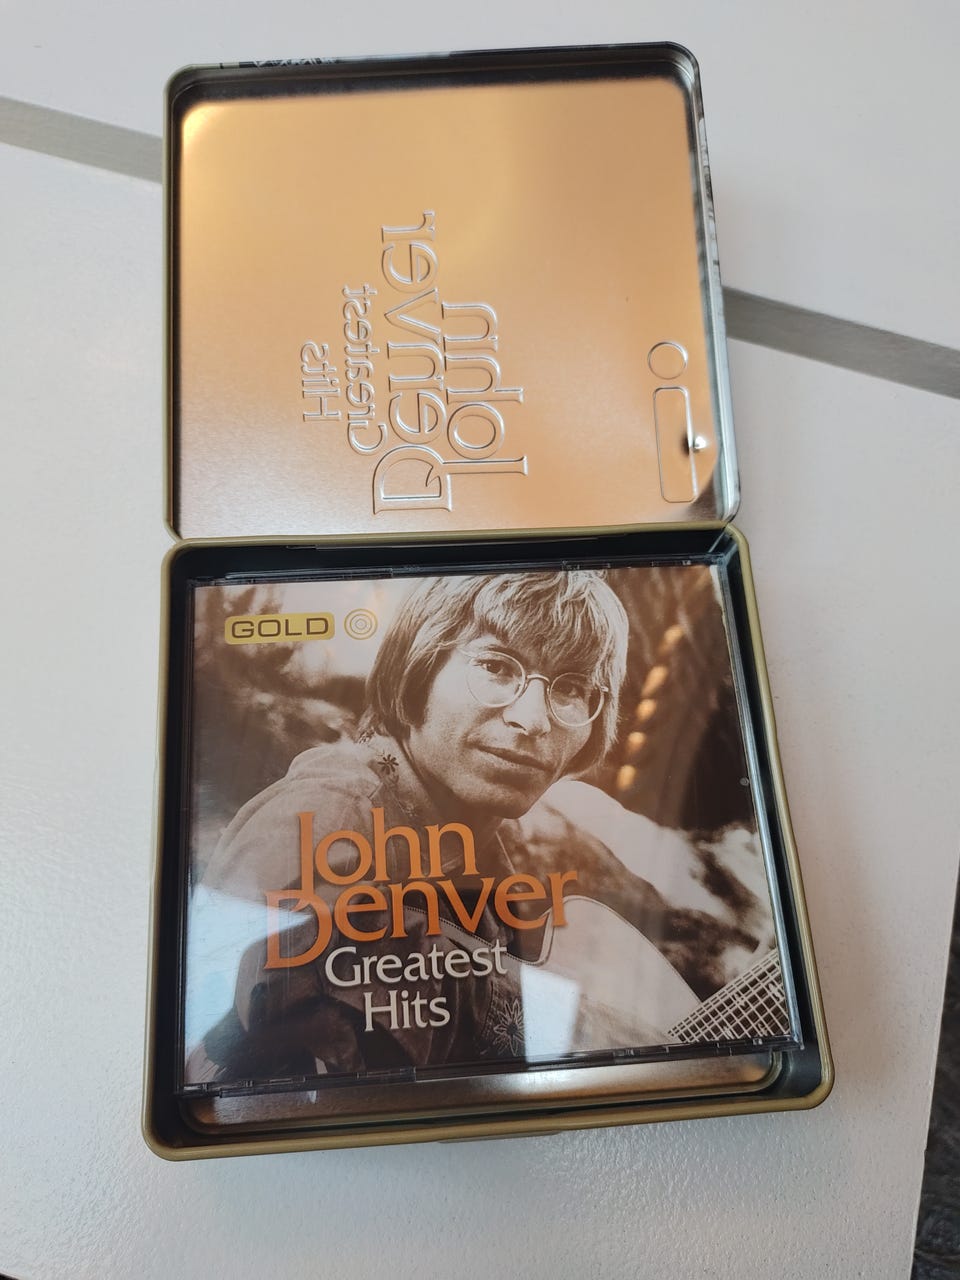 John
Denver
Greatest
Hits
GOLD
John
Denver
Greatest
Hits